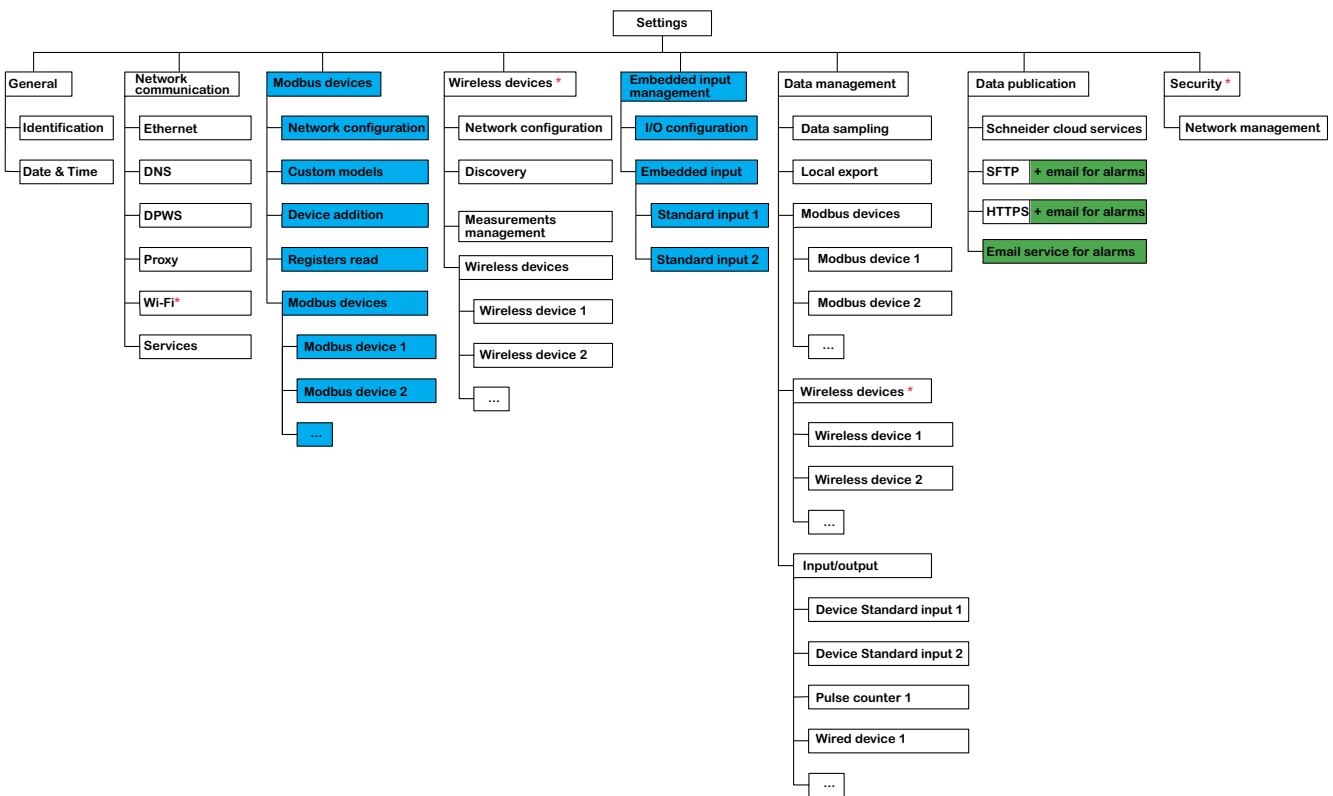 Settings
General
Identification
Date & Time
Network
communication
Ethernet
DNS
DPWS
Proxy
Wi-Fi*
Services
Modbus devices
Network configuration
Custom models
Device addition
Registers read
Modbus devices
Modbus device 1
Modbus device 2
...
Wireless devices *
Network configuration
Discovery
Measurements
management
Wireless devices
Wireless device 1
Wireless device 2
...
Embedded input
management
I/O configuration
Embedded input
Standard input 1
Standard input 2
Data management
Data sampling
Local export
Modbus devices
Modbus device 1
Modbus device 2
...
Wireless devices *
Wireless device 1
Wireless device 2
...
Input/output
Device Standard input 1
Device Standard input 2
Pulse counter 1
Wired device 1
...
Data publication
Schneider cloud services
SFTP + email for alarms
HTTPS + email for alarms
Email service for alarms
Security *
Network management